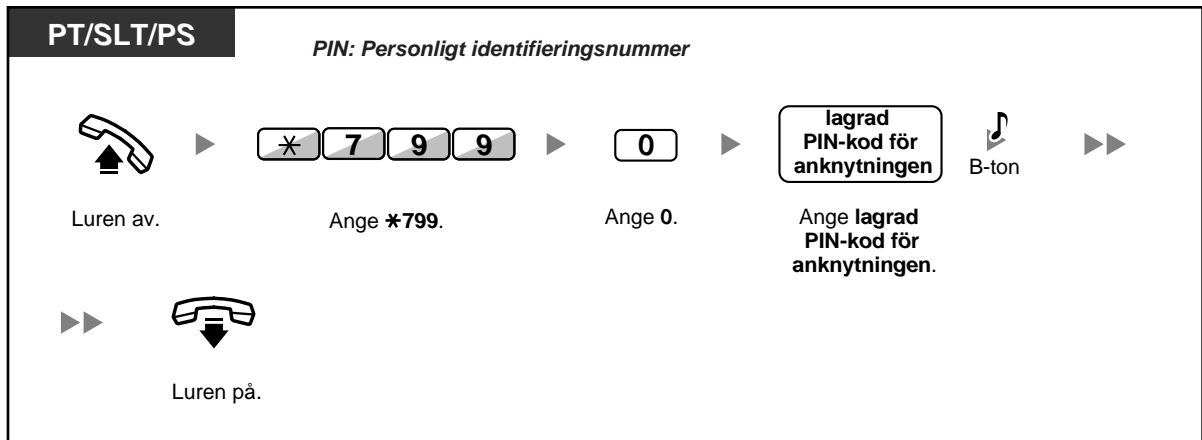 PT/SLT/PS
PIN: Personligt identifieringsnummer
✳ 7 9 9
0
lagrad
PIN-kod för
anknytningen
B-ton
Luren av.
Ange ✳799.
Ange 0.
Ange lagrad
PIN-kod för
anknytningen.
Luren på.